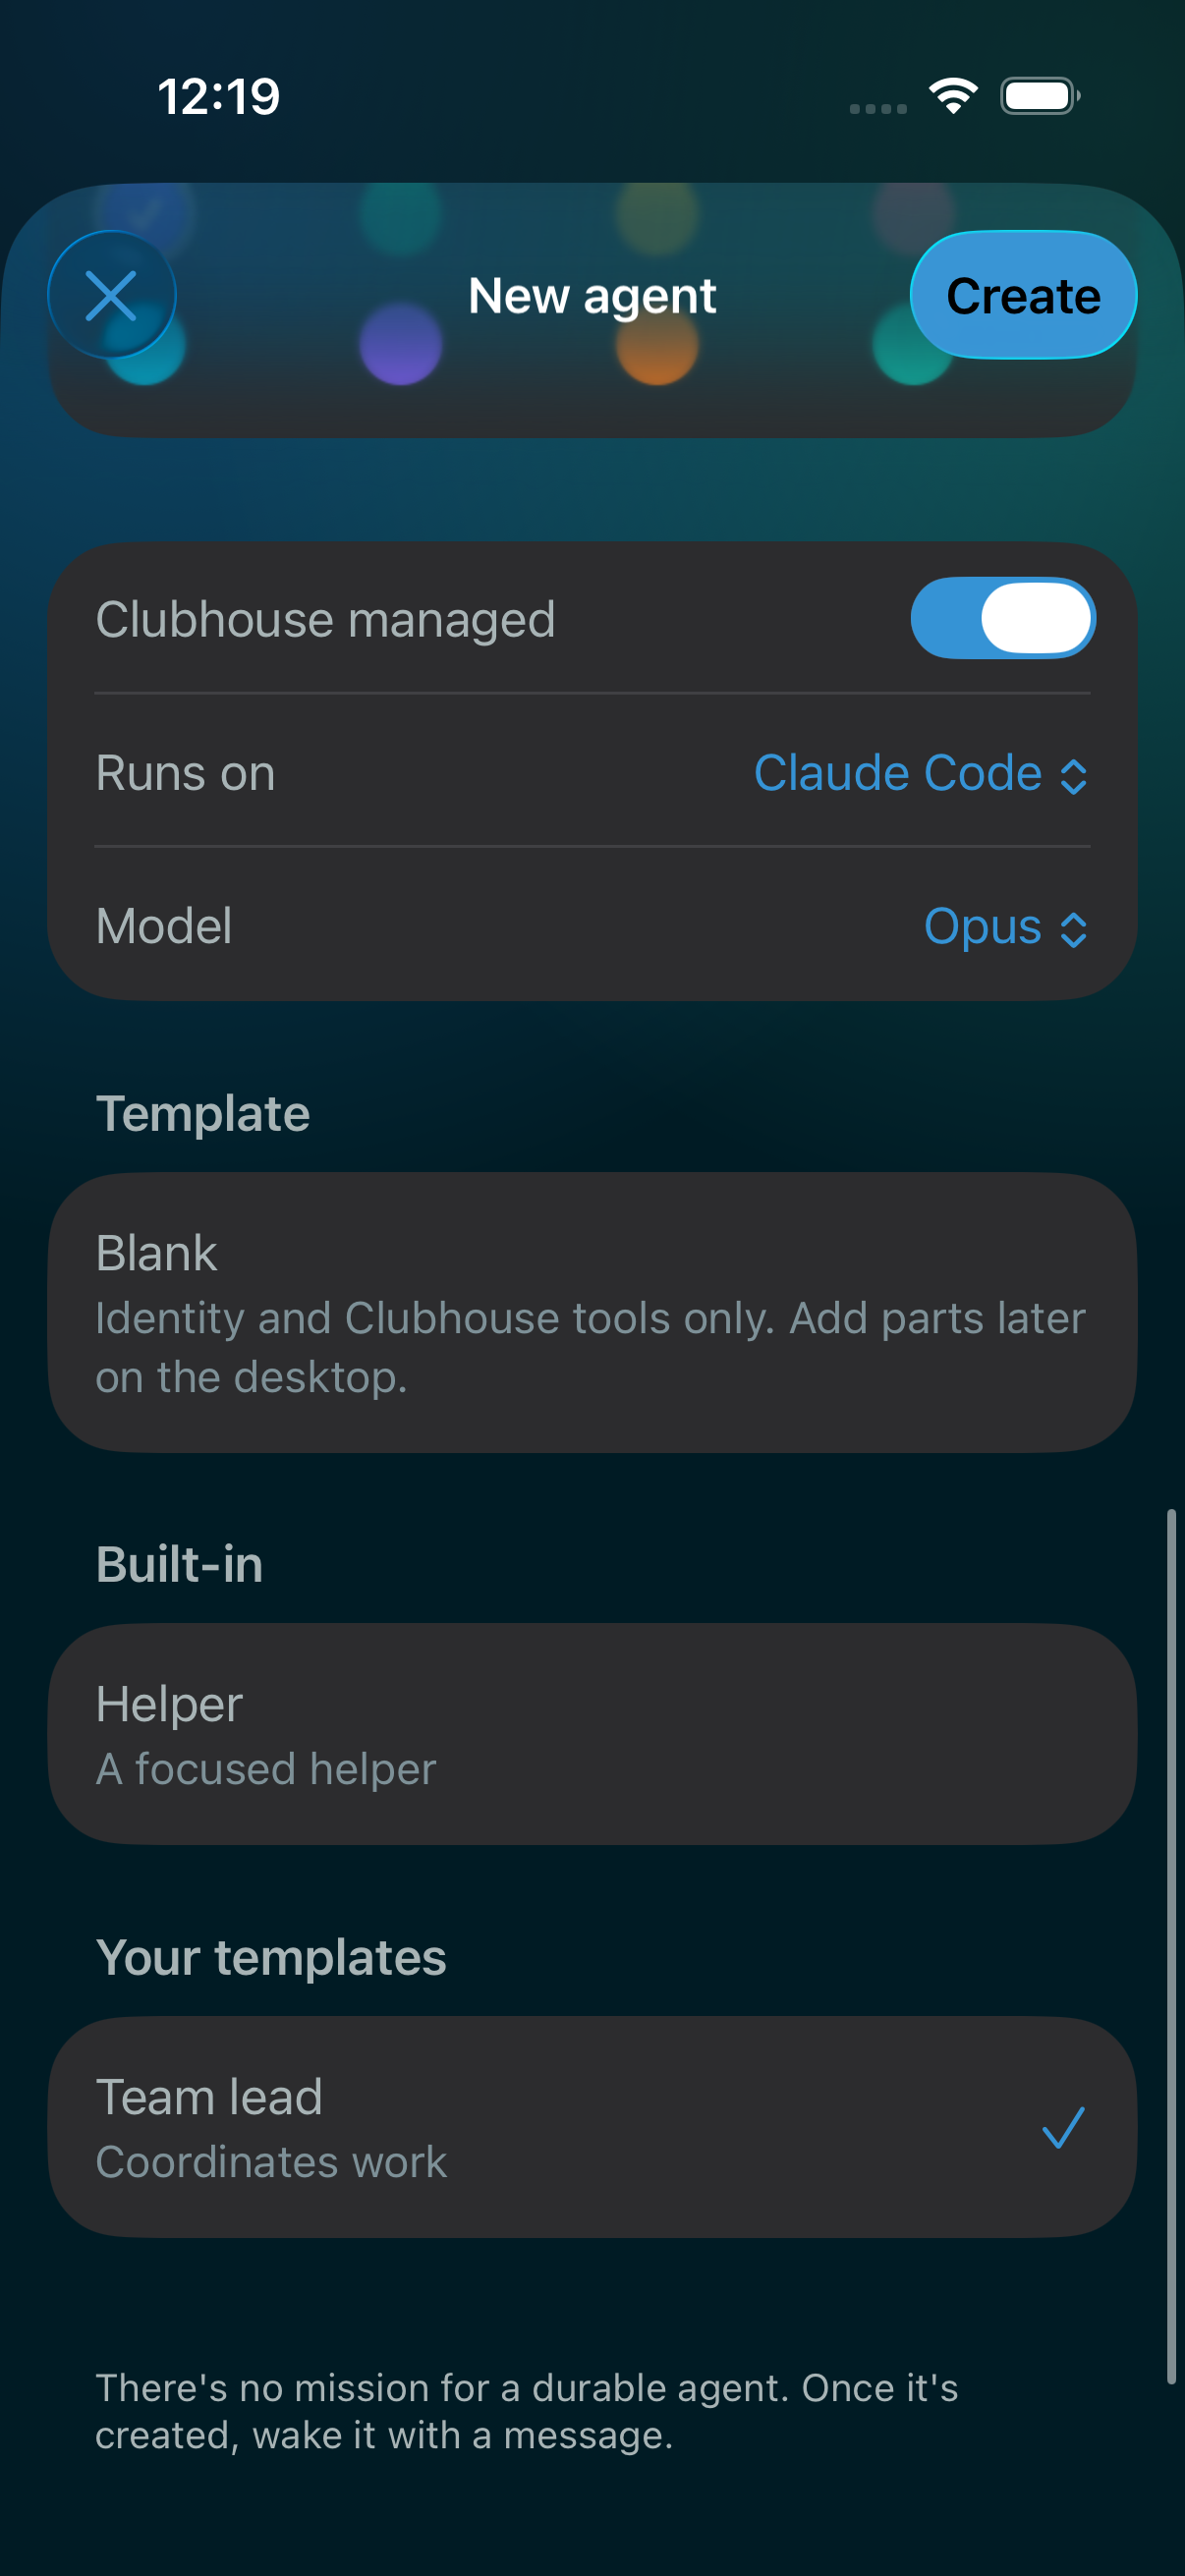 12:19
New agent
Create
Clubhouse managed
Runs on
Claude Code
Model
Opus
Template
Blank
Identity and Clubhouse tools only. Add parts later
on the desktop.
Built-in
Helper
A focused helper
Your templates
Team lead
Coordinates work
There's no mission for a durable agent. Once it's
created, wake it with a message.